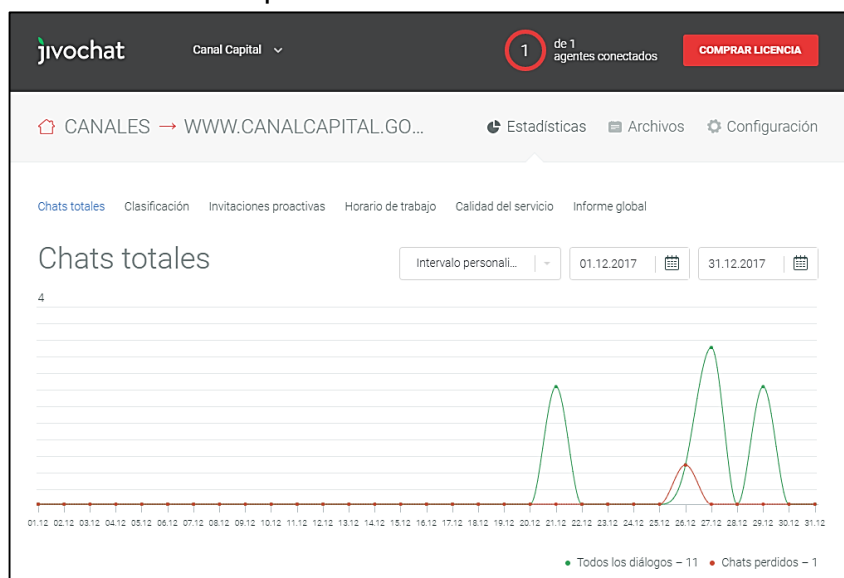 jivochat
Canal Capital
1
de 1
agentes conectados
COMPRAR LICENCIA
CANALES → WWW.CANALCAPITAL.GO...
Estadísticas
Archivos
Configuración
Chats totales
Clasificación
Invitaciones proactivas
Horario de trabajo
Calidad del servicio
Informe global
Chats totales
Intervalo personali...
01.12.2017
31.12.2017
4
01.12 02.12 03.12 04.12 05.12 06.12 07.12 08.12 09.12 10.12 11.12 12.12 13.12 14.12 15.12 16.12 17.12 18.12 19.12 20.12 21.12 22.12 23.12 24.12 25.12 26.12 27.12 28.12 29.12 30.12 31.12
Todos los diálogos – 11
Chats perdidos – 1